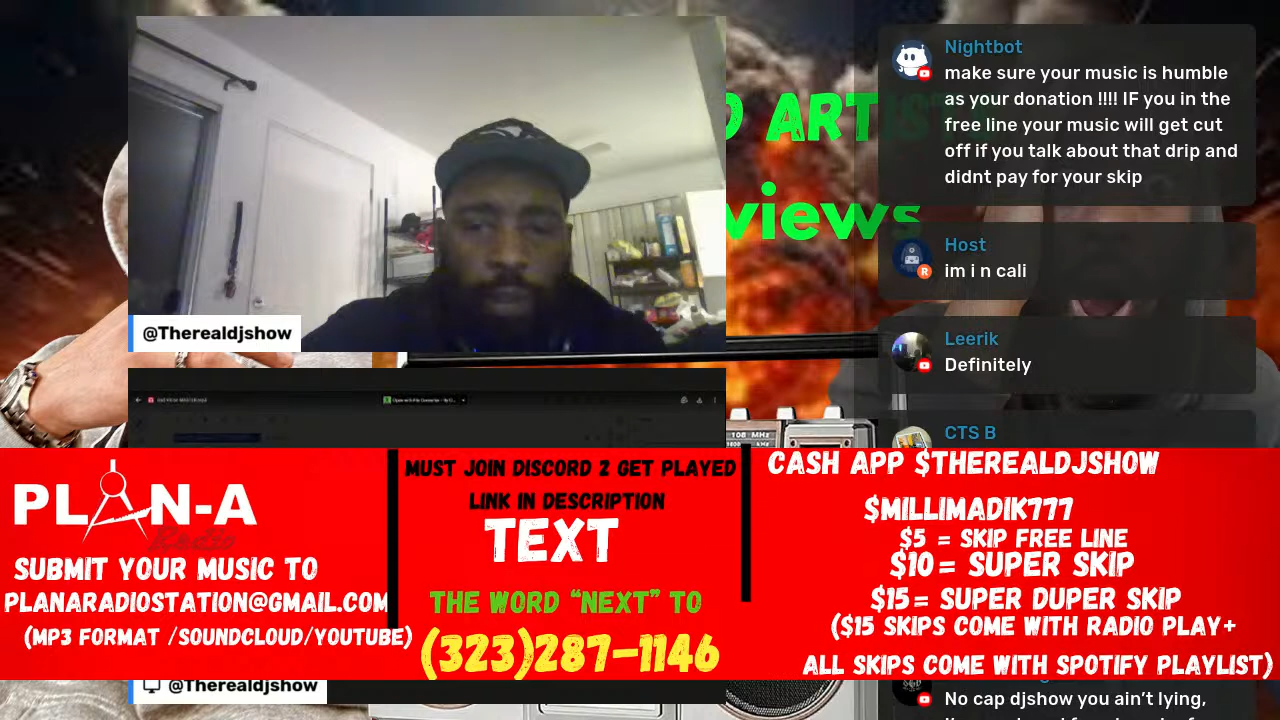 Nightbot
make sure your music is humble
as your donation !!!! IF you in the
free line your music will get cut
off if you talk about that drip and
didnt pay for your skip
Host
im i n cali
Leerik
Definitely
CTS B
No cap djshow you ain't lying,
ARTIS
views
@Therealdjshow
108 MHz
PLAN-A
Radio
SUBMIT YOUR MUSIC TO
PLANARADIOSTATION@GMAIL.COM
(MP3 FORMAT /SOUNDCLOUD/YOUTUBE)
MUST JOIN DISCORD 2 GET PLAYED
LINK IN DESCRIPTION
TEXT
THE WORD “NEXT” TO
(323)287-1146
CASH APP $THEREALDJSHOW
$MILLIMADIK777
$5 = SKIP FREE LINE
$10 = SUPER SKIP
$15= SUPER DUPER SKIP
($15 SKIPS COME WITH RADIO PLAY+
ALL SKIPS COME WITH SPOTIFY PLAYLIST)
@Therealdjshow